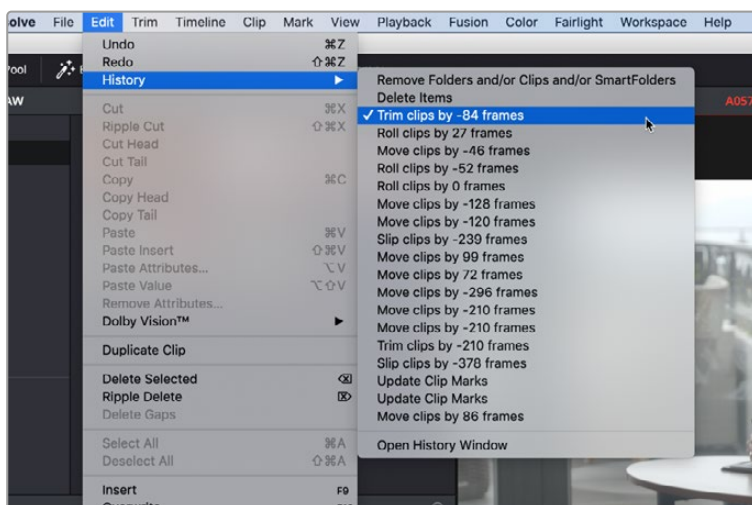 olve File Edit Trim Timeline Clip Mark View Playback Fusion Color Fairlight Workspace Help
Undo ⌘Z
Redo ⇧⌘Z
ool
History ▶
AW
Cut ⌘X
Ripple Cut ⇧⌘X
Cut Head
Cut Tail
Copy ⌘C
Copy Head
Copy Tail
Paste ⌘V
Paste Insert ⇧⌘V
Paste Attributes... ⌥V
Paste Value ⌥⇧V
Remove Attributes...
Dolby Vision™ ▶
Duplicate Clip
Delete Selected ⌫
Ripple Delete ⌦
Delete Gaps
Select All ⌘A
Deselect All ⇧⌘A
Insert F9
Remove Folders and/or Clips and/or SmartFolders
Delete Items
✓ Trim clips by -84 frames
Roll clips by 27 frames
Move clips by -46 frames
Roll clips by -52 frames
Roll clips by 0 frames
Move clips by -128 frames
Move clips by -120 frames
Slip clips by -239 frames
Move clips by 99 frames
Move clips by 72 frames
Move clips by -296 frames
Move clips by -210 frames
Move clips by -210 frames
Trim clips by -210 frames
Slip clips by -378 frames
Update Clip Marks
Update Clip Marks
Move clips by 86 frames
Open History Window
A057